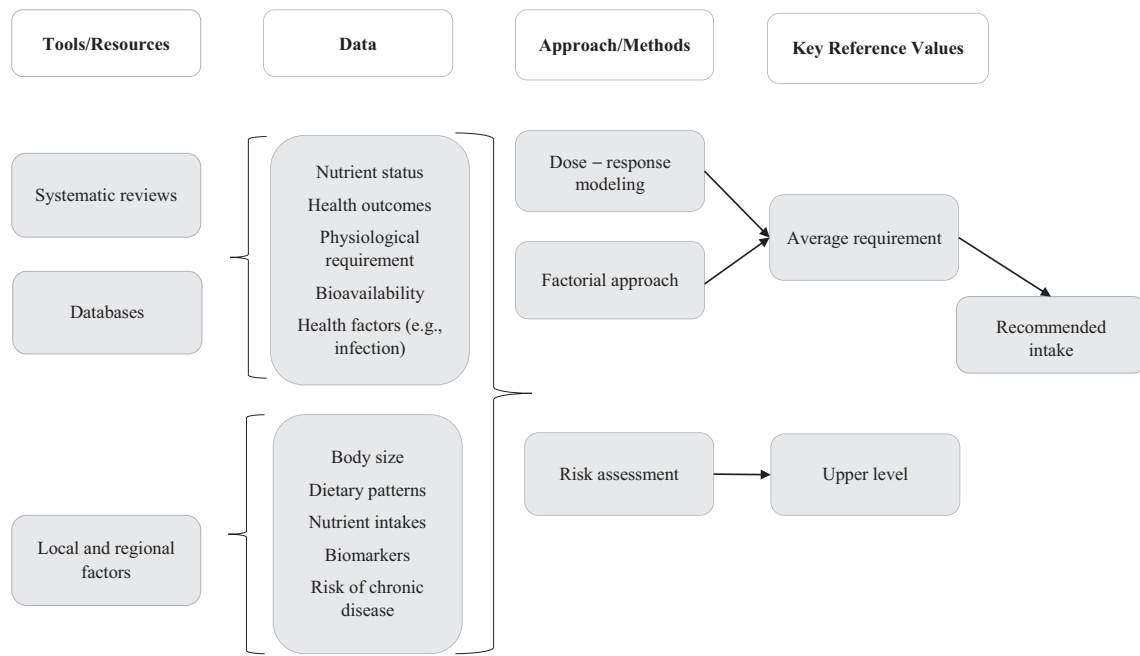 Tools/Resources
Data
Approach/Methods
Key Reference Values
Systematic reviews
Databases
Local and regional
factors
Nutrient status
Health outcomes
Physiological
requirement
Bioavailability
Health factors (e.g.,
infection)
Body size
Dietary patterns
Nutrient intakes
Biomarkers
Risk of chronic
disease
Dose – response
modeling
Factorial approach
Risk assessment
Average requirement
Recommended
intake
Upper level